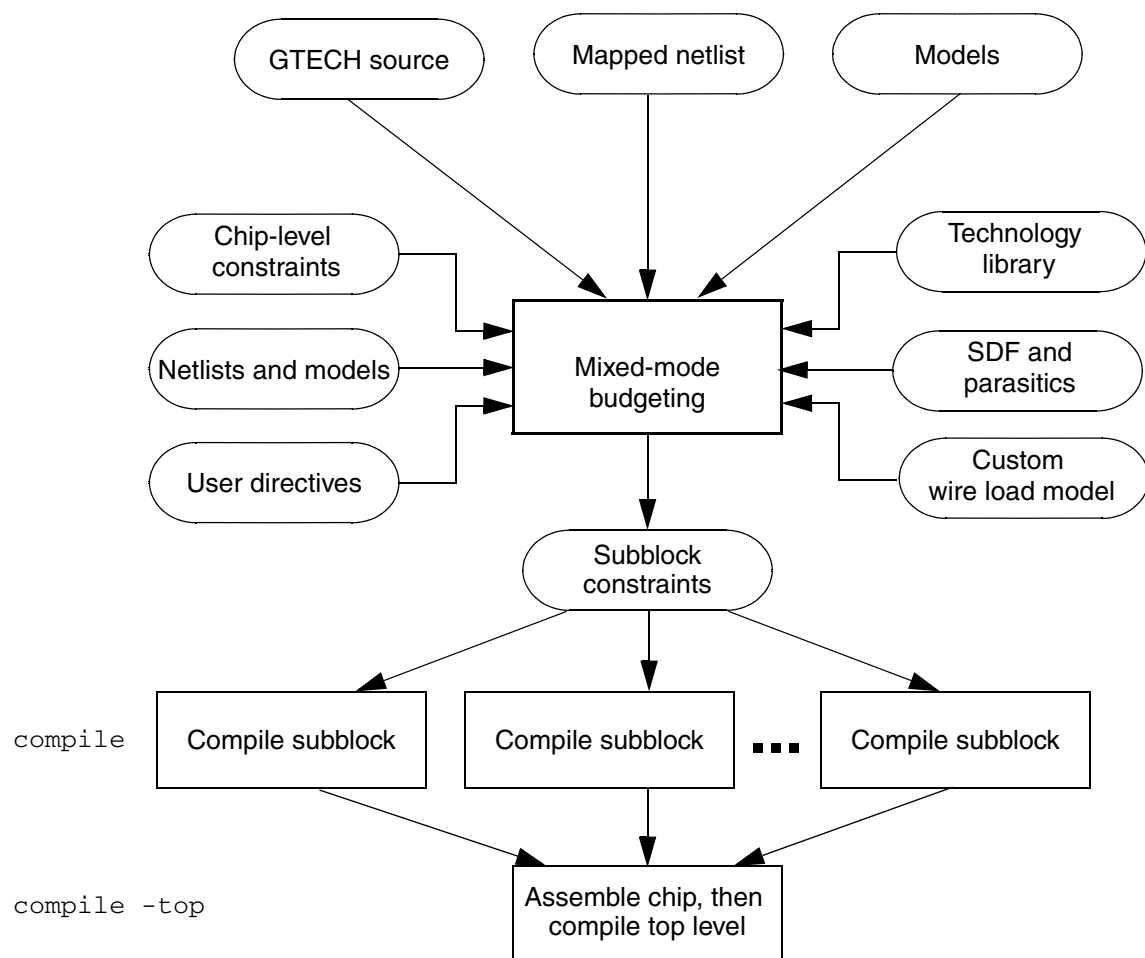 GTECH source
Mapped netlist
Models
Chip-level
constraints
Technology
library
Netlists and models
Mixed-mode
budgeting
SDF and
parasitics
User directives
Custom
wire load model
Subblock
constraints
compile
Compile subblock
Compile subblock
Compile subblock
compile -top
Assemble chip, then
compile top level